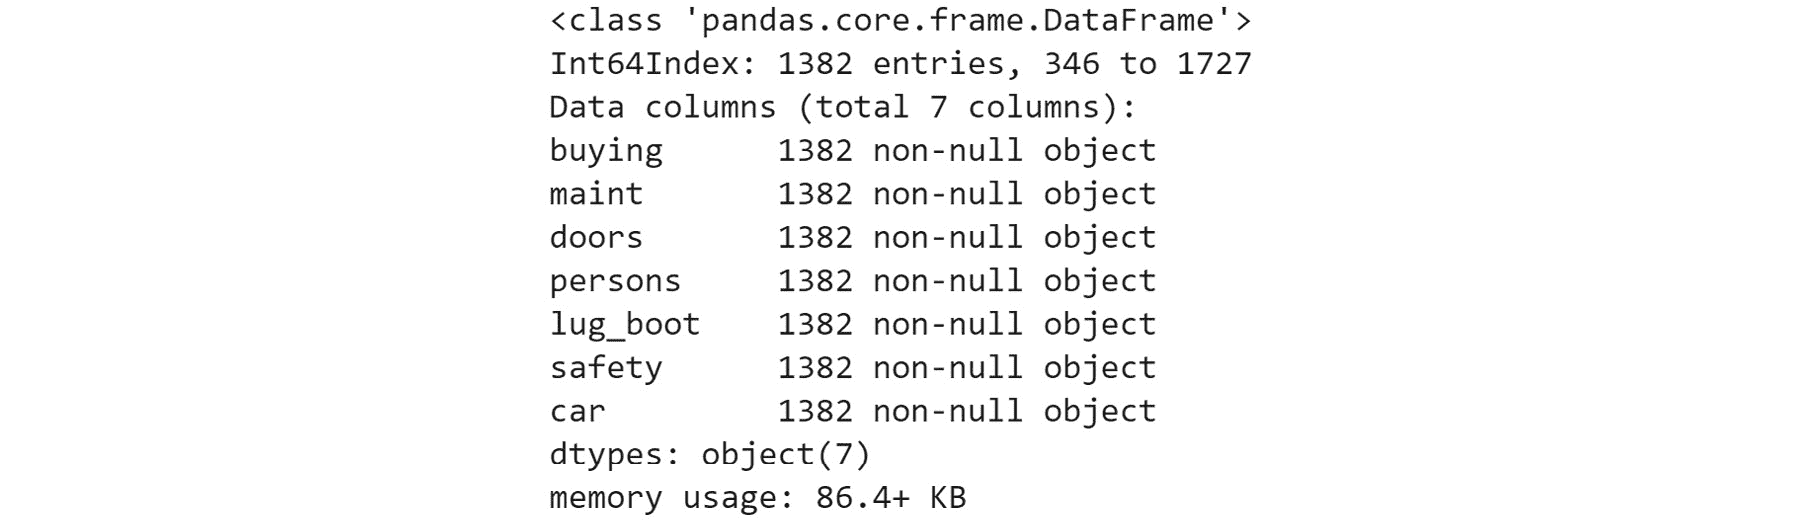 <class 'pandas.core.frame.DataFrame'>
Int64Index: 1382 entries, 346 to 1727
Data columns (total 7 columns):
buying      1382 non-null object
maint       1382 non-null object
doors       1382 non-null object
persons     1382 non-null object
lug_boot    1382 non-null object
safety      1382 non-null object
car         1382 non-null object
dtypes: object(7)
memory usage: 86.4+ KB